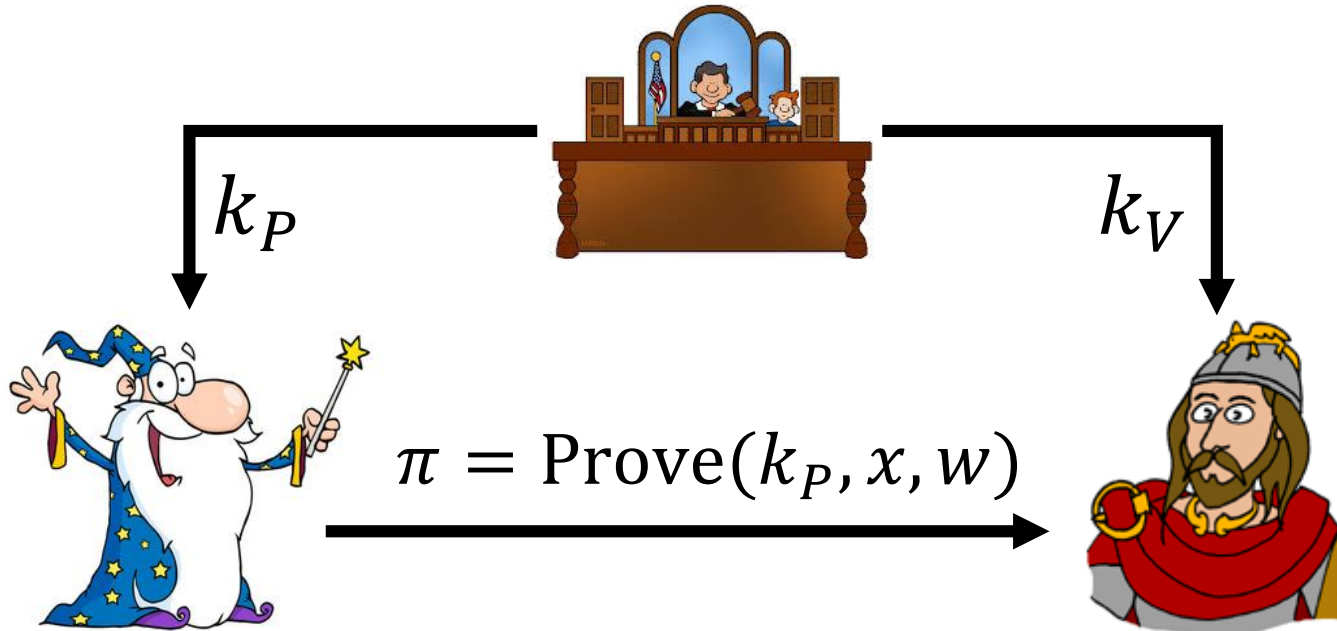 k_P
k_V
π = Prove(k_P, x, w)